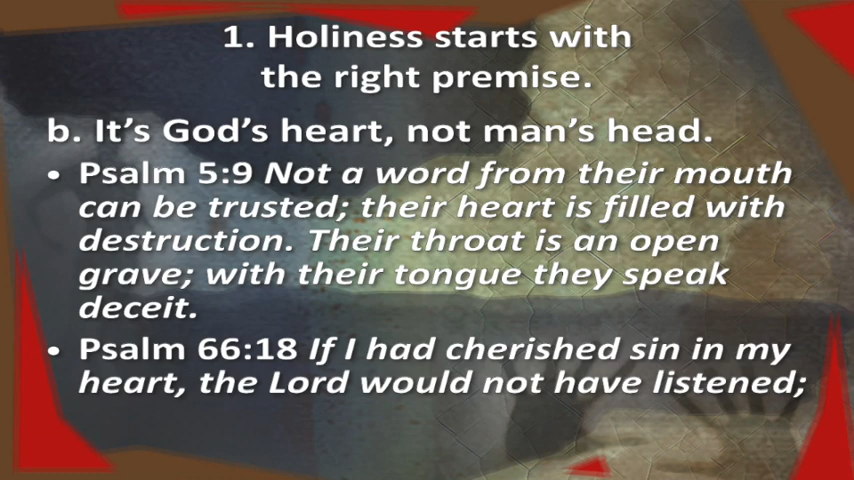 1. Holiness starts with
the right premise.
b. It’s God’s heart, not man’s head.
• Psalm 5:9 Not a word from their mouth
can be trusted; their heart is filled with
destruction. Their throat is an open
grave; with their tongue they speak
deceit.
• Psalm 66:18 If I had cherished sin in my
heart, the Lord would not have listened;